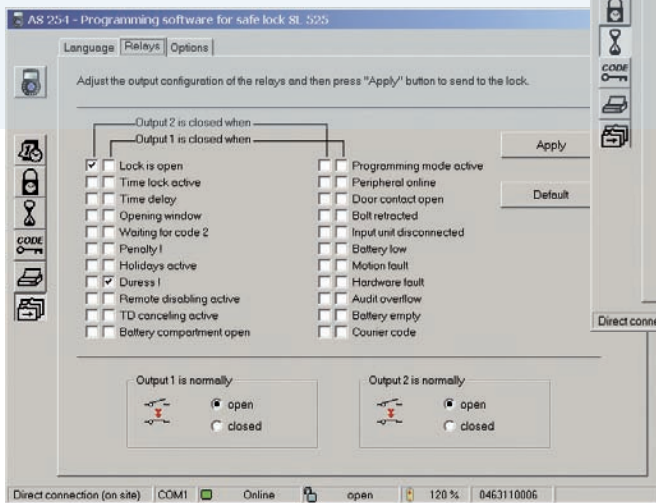 A8 254 - Programming software for safe lock SL 525
Language Relays Options
Adjust the output configuration of the relays and then press "Apply" button to send to the lock.
Output 2 is closed when
Output 1 is closed when
Apply
Default
Lock is open
Time lock active
Time delay
Opening window
Waiting for code 2
Penalty !
Holidays active
Duress !
Remote disabling active
TD canceling active
Battery compartment open
Programming mode active
Peripheral online
Door contact open
Bolt retracted
Input unit disconnected
Battery low
Motion fault
Hardware fault
Audit overflow
Battery empty
Courier code
CODE
CODE
Output 1 is normally
open
closed
Output 2 is normally
open
closed
Direct connection (on site) COM1 Online open 120 % 0463110006
Direct conne